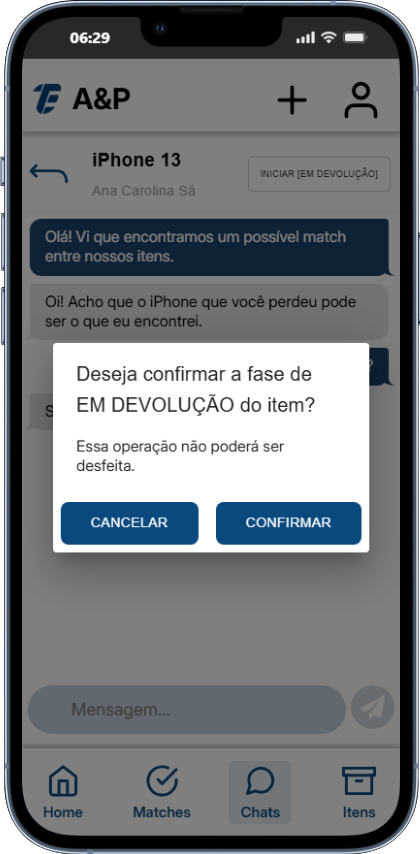 06:29
A&P
iPhone 13
Ana Carolina Sá
INICIAR [EM DEVOLUÇÃO]
Olá! Vi que encontramos um possível match
entre nossos itens.
Oi! Acho que o iPhone que você perdeu pode
ser o que eu encontrei.
?
S
Deseja confirmar a fase de
EM DEVOLUÇÃO do item?
Essa operação não poderá ser
desfeita.
CANCELAR
CONFIRMAR
Mensagem...
Home
Matches
Chats
Itens